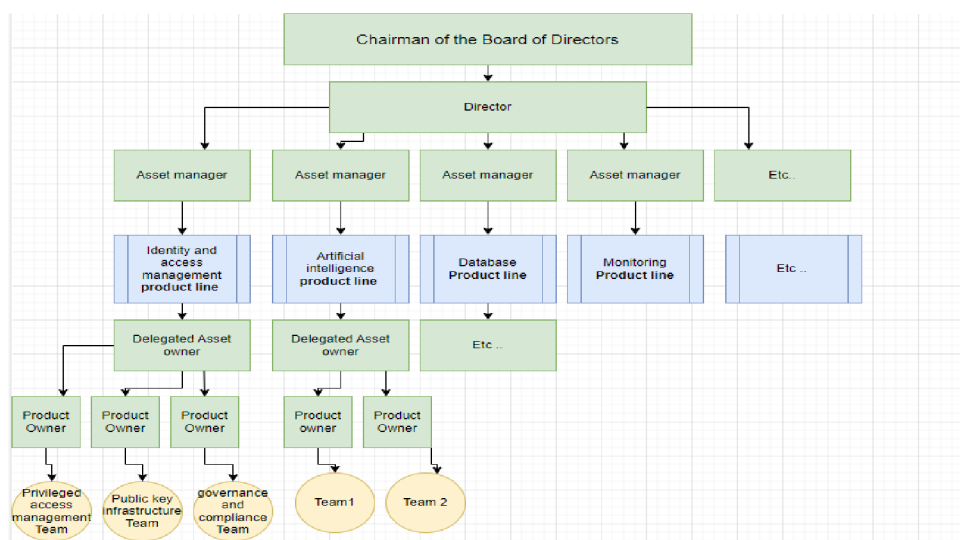 Chairman of the Board of Directors
Director
Asset manager
Asset manager
Asset manager
Asset manager
Etc..
Identity and
access
management
product line
Artificial
intelligence
product line
Database
Product line
Monitoring
Product line
Etc ..
Delegated Asset
owner
Delegated Asset
owner
Etc ..
Product
Owner
Product
Owner
Product
Owner
Product
owner
Product
Owner
Privileged
access
management
Team
Public key
infrastructure
Team
governance
and
compliance
Team
Team1
Team 2